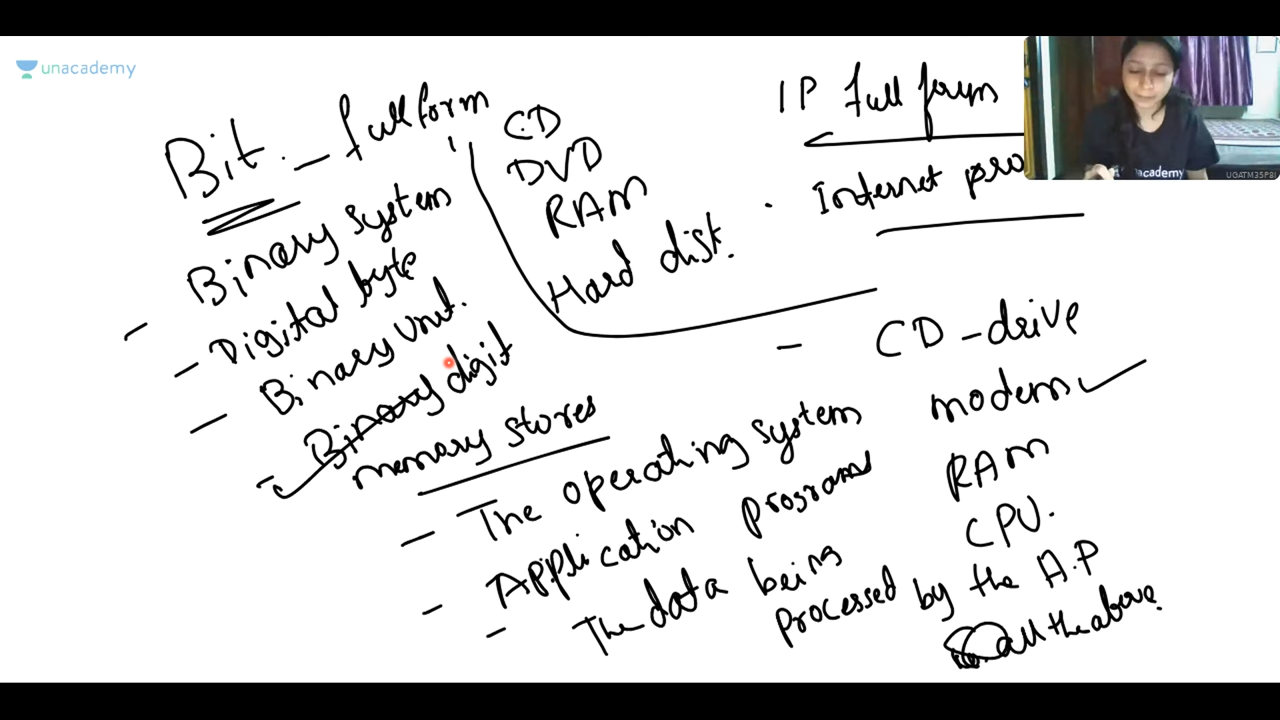 unacademy
Bit. - full form
- Binary system
- Digital byte
- Binary Unit.
- Binary digit
CD
DVD
RAM
Hard disk.
IP full form
Internet pro
- CD - drive
modem ✓
RAM
CPU.
memory stores
- The operating system
- Application programs
- The data being
processed by the A.P
all the above.
academy
UGATM35P8I